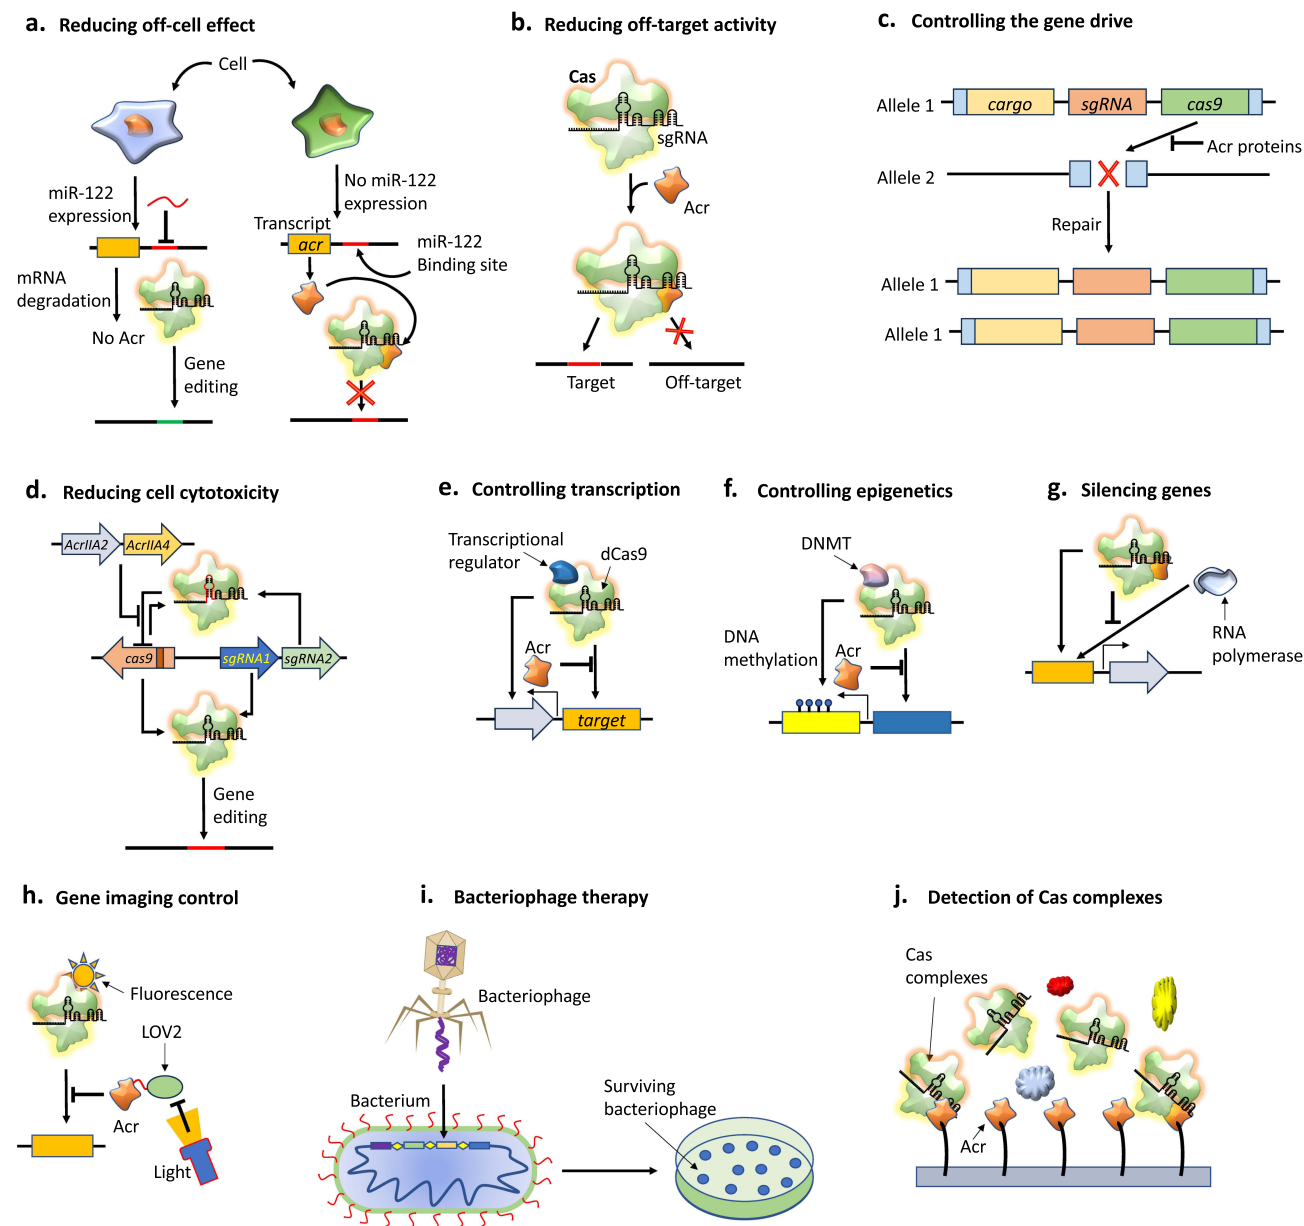 a. Reducing off-cell effect
Cell
miR-122
expression
No miR-122
expression
Transcript
acr
miR-122
Binding site
mRNA
degradation
No Acr
Gene
editing
b. Reducing off-target activity
Cas
sgRNA
Acr
Target
Off-target
c. Controlling the gene drive
Allele 1
cargo
sgRNA
cas9
Acr proteins
Allele 2
Repair
Allele 1
Allele 1
d. Reducing cell cytotoxicity
AcrIIA2
AcrIIA4
cas9
sgRNA1
sgRNA2
Gene
editing
e. Controlling transcription
Transcriptional
regulator
dCas9
Acr
target
f. Controlling epigenetics
DNMT
DNA
methylation
Acr
g. Silencing genes
RNA
polymerase
h. Gene imaging control
Fluorescence
LOV2
Acr
Light
i. Bacteriophage therapy
Bacteriophage
Bacterium
Surviving
bacteriophage
j. Detection of Cas complexes
Cas
complexes
Acr